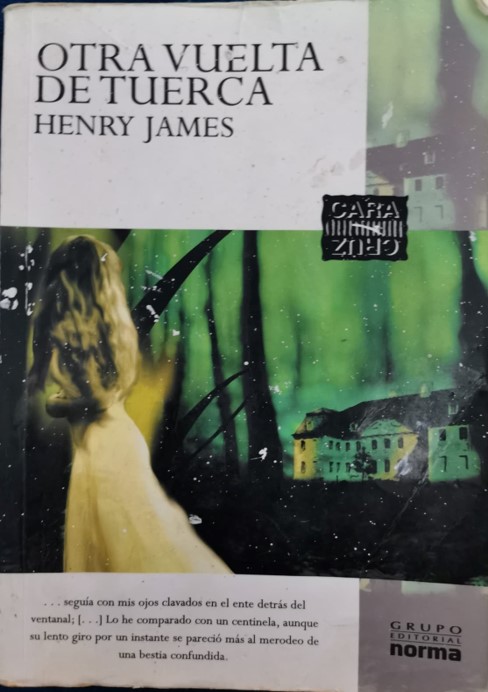 OTRA VUELTA
DE TUERCA
HENRY JAMES
CARA
CRUZ
. . . seguía con mis ojos clavados en el ente detrás del
ventanal; [. . .] Lo he comparado con un centinela, aunque
su lento giro por un instante se pareció más al merodeo de
una bestia confundida.
GRUPO
EDITORIAL
norma